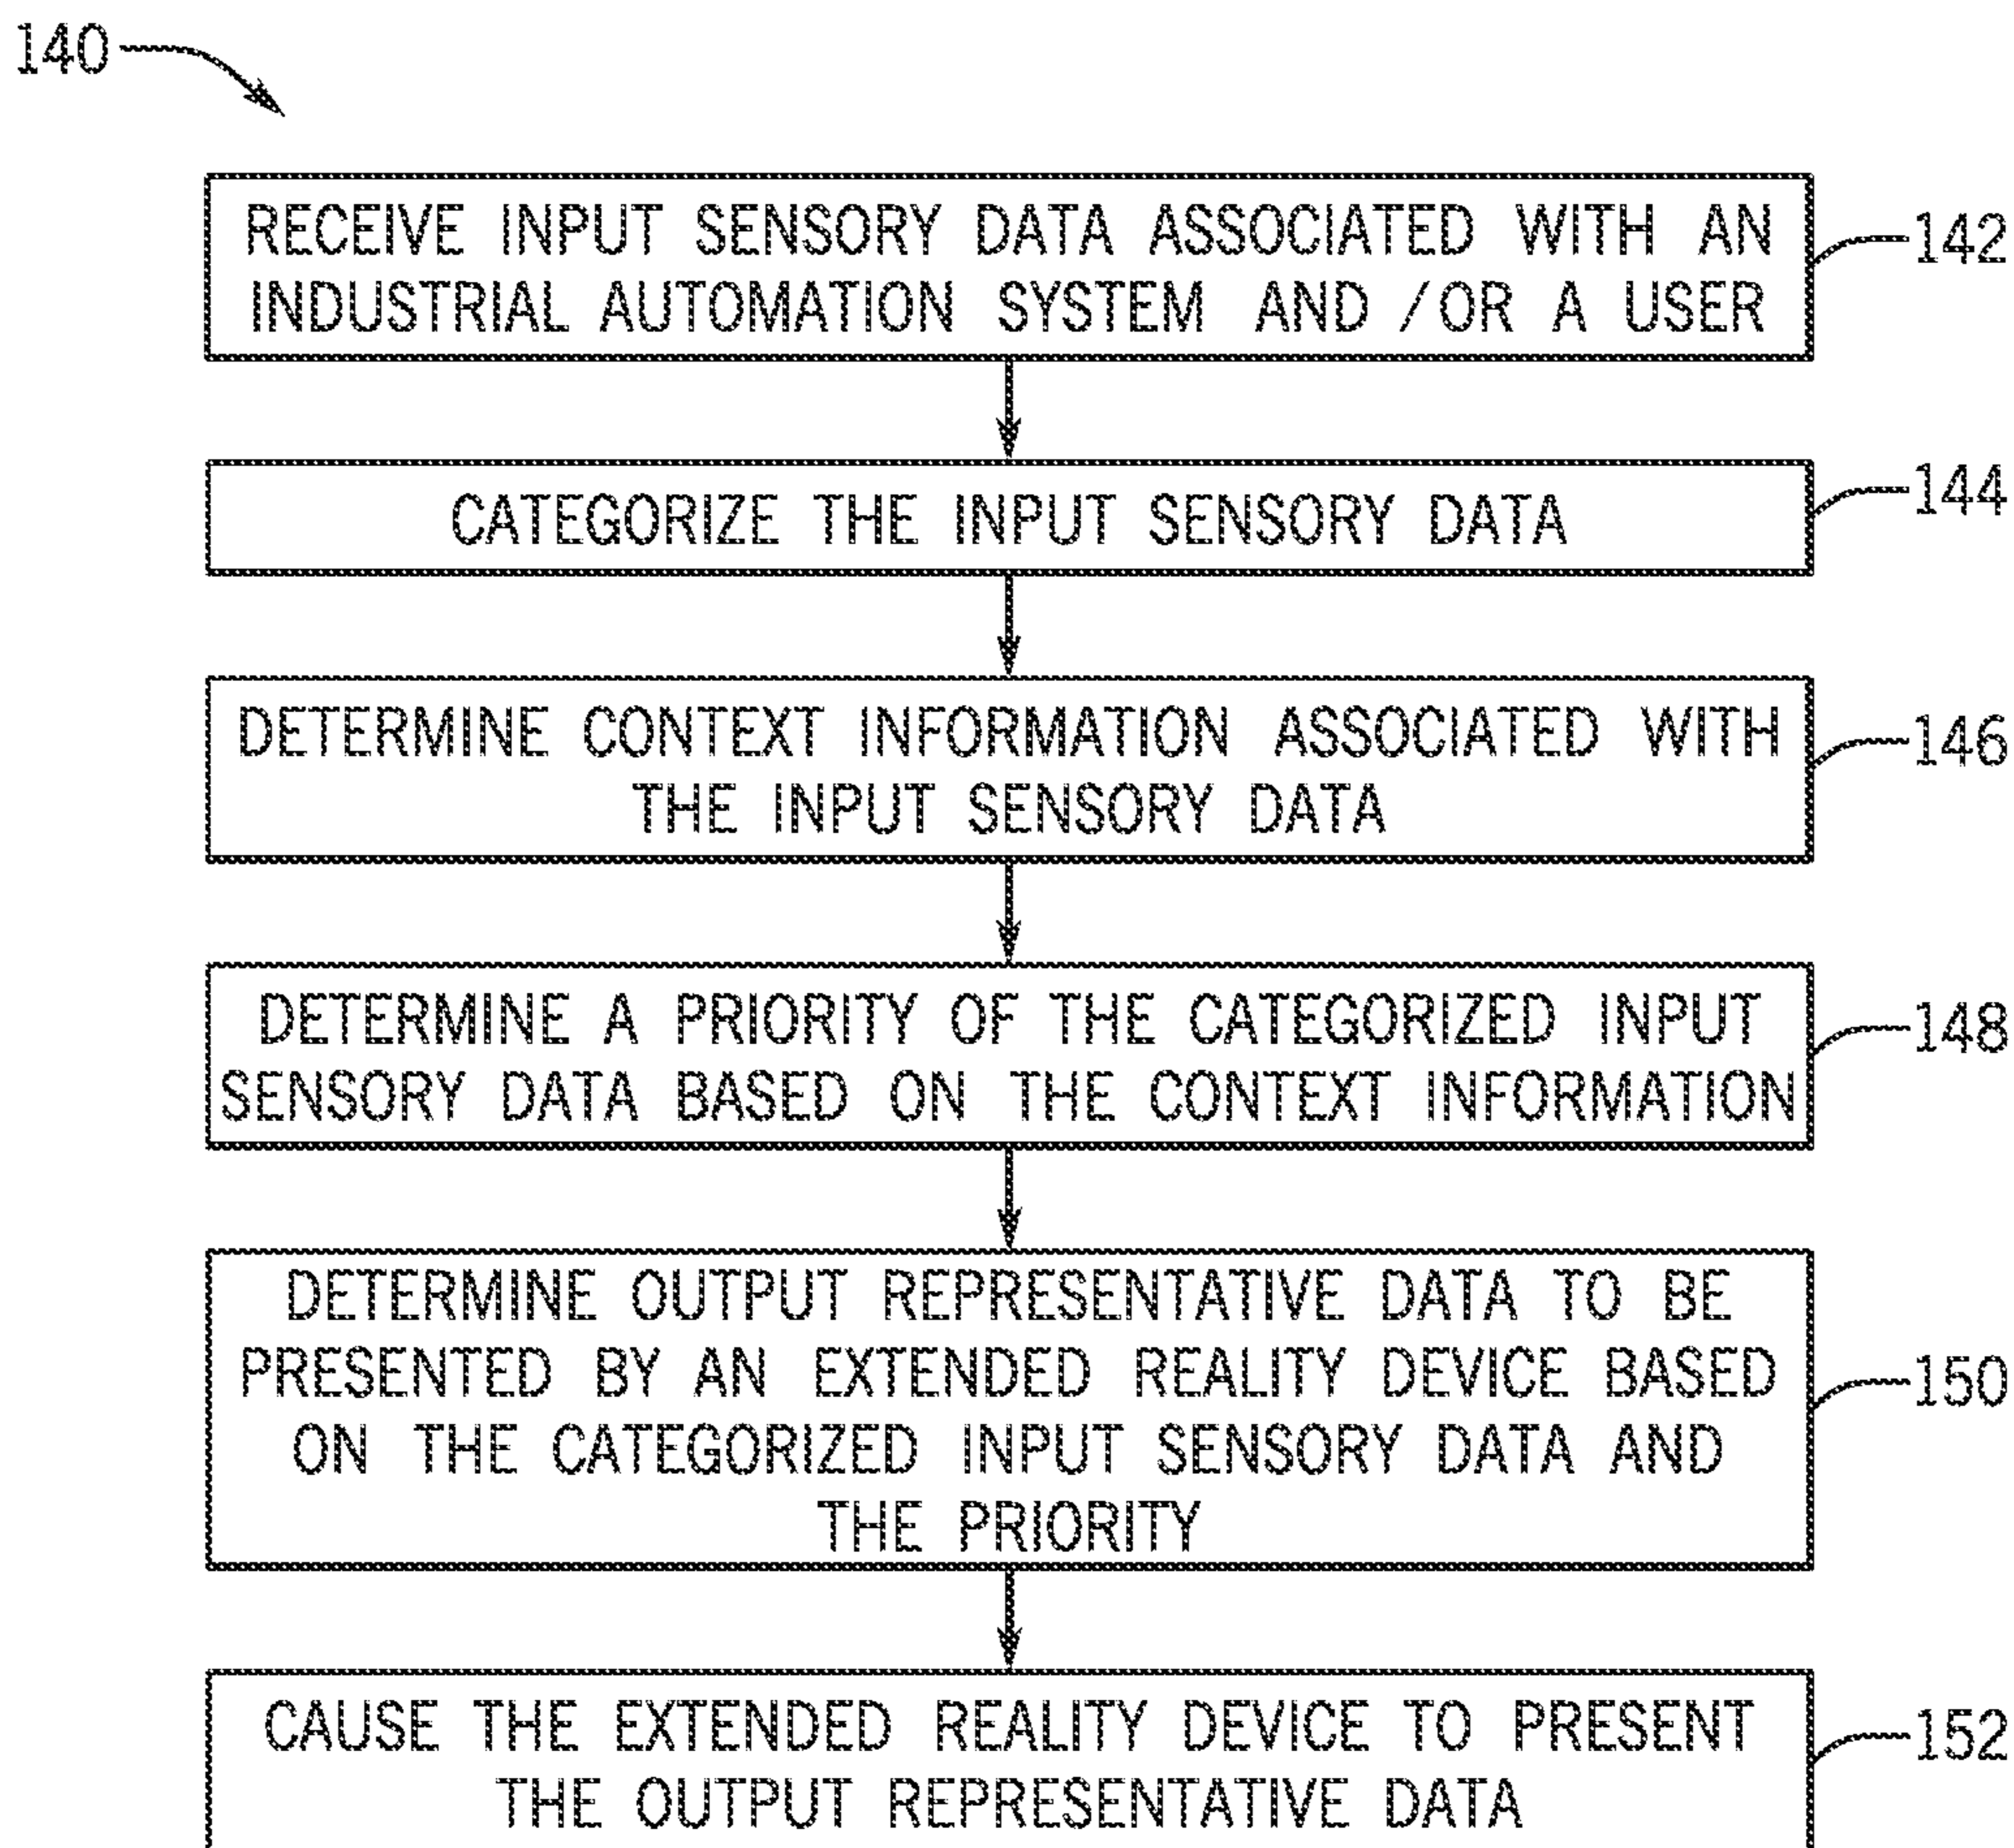 140
RECEIVE INPUT SENSORY DATA ASSOCIATED WITH AN
INDUSTRIAL AUTOMATION SYSTEM AND /OR A USER
142
CATEGORIZE THE INPUT SENSORY DATA
144
DETERMINE CONTEXT INFORMATION ASSOCIATED WITH
THE INPUT SENSORY DATA
146
DETERMINE A PRIORITY OF THE CATEGORIZED INPUT
SENSORY DATA BASED ON THE CONTEXT INFORMATION
148
DETERMINE OUTPUT REPRESENTATIVE DATA TO BE
PRESENTED BY AN EXTENDED REALITY DEVICE BASED
ON THE CATEGORIZED INPUT SENSORY DATA AND
THE PRIORITY
150
CAUSE THE EXTENDED REALITY DEVICE TO PRESENT
THE OUTPUT REPRESENTATIVE DATA
152